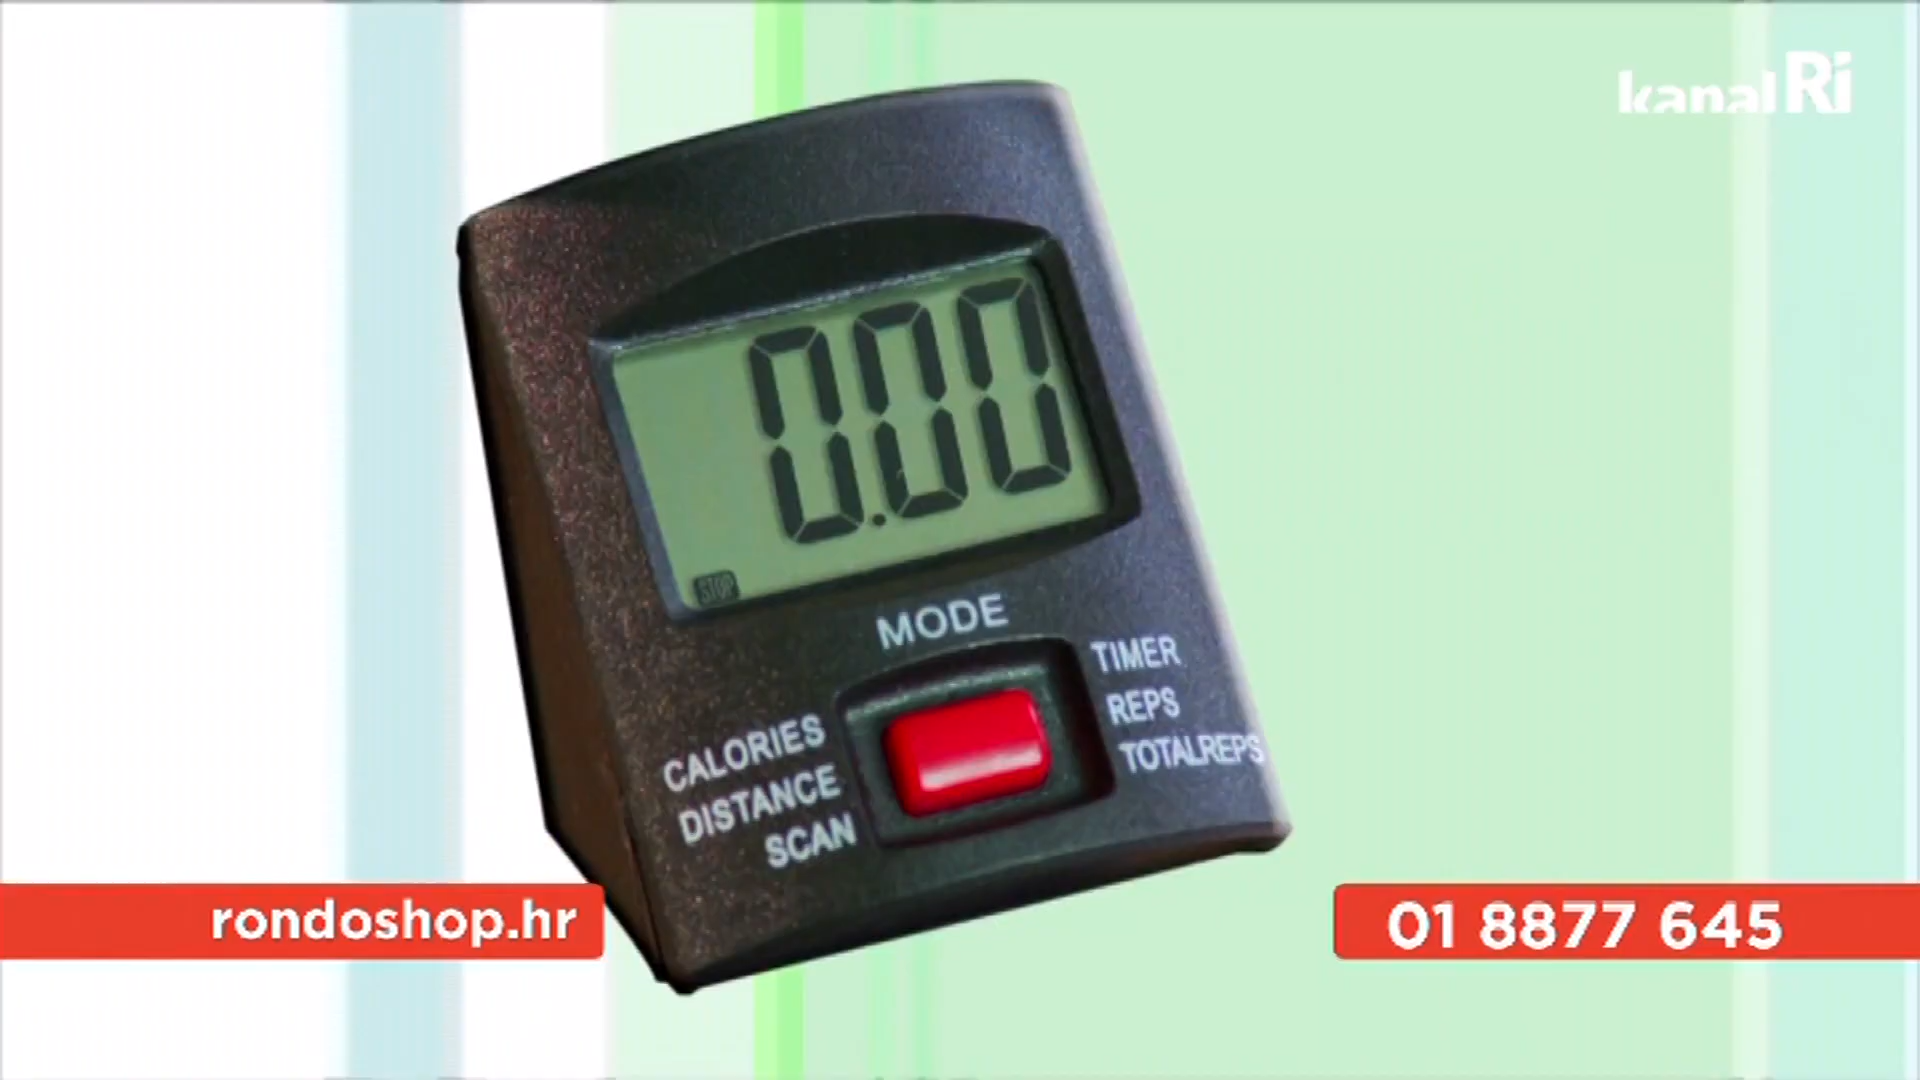 kanal Ri
0.00
STOP
MODE
TIMER
REPS
TOTALREPS
CALORIES
DISTANCE
SCAN
rondoshop.hr
01 8877 645